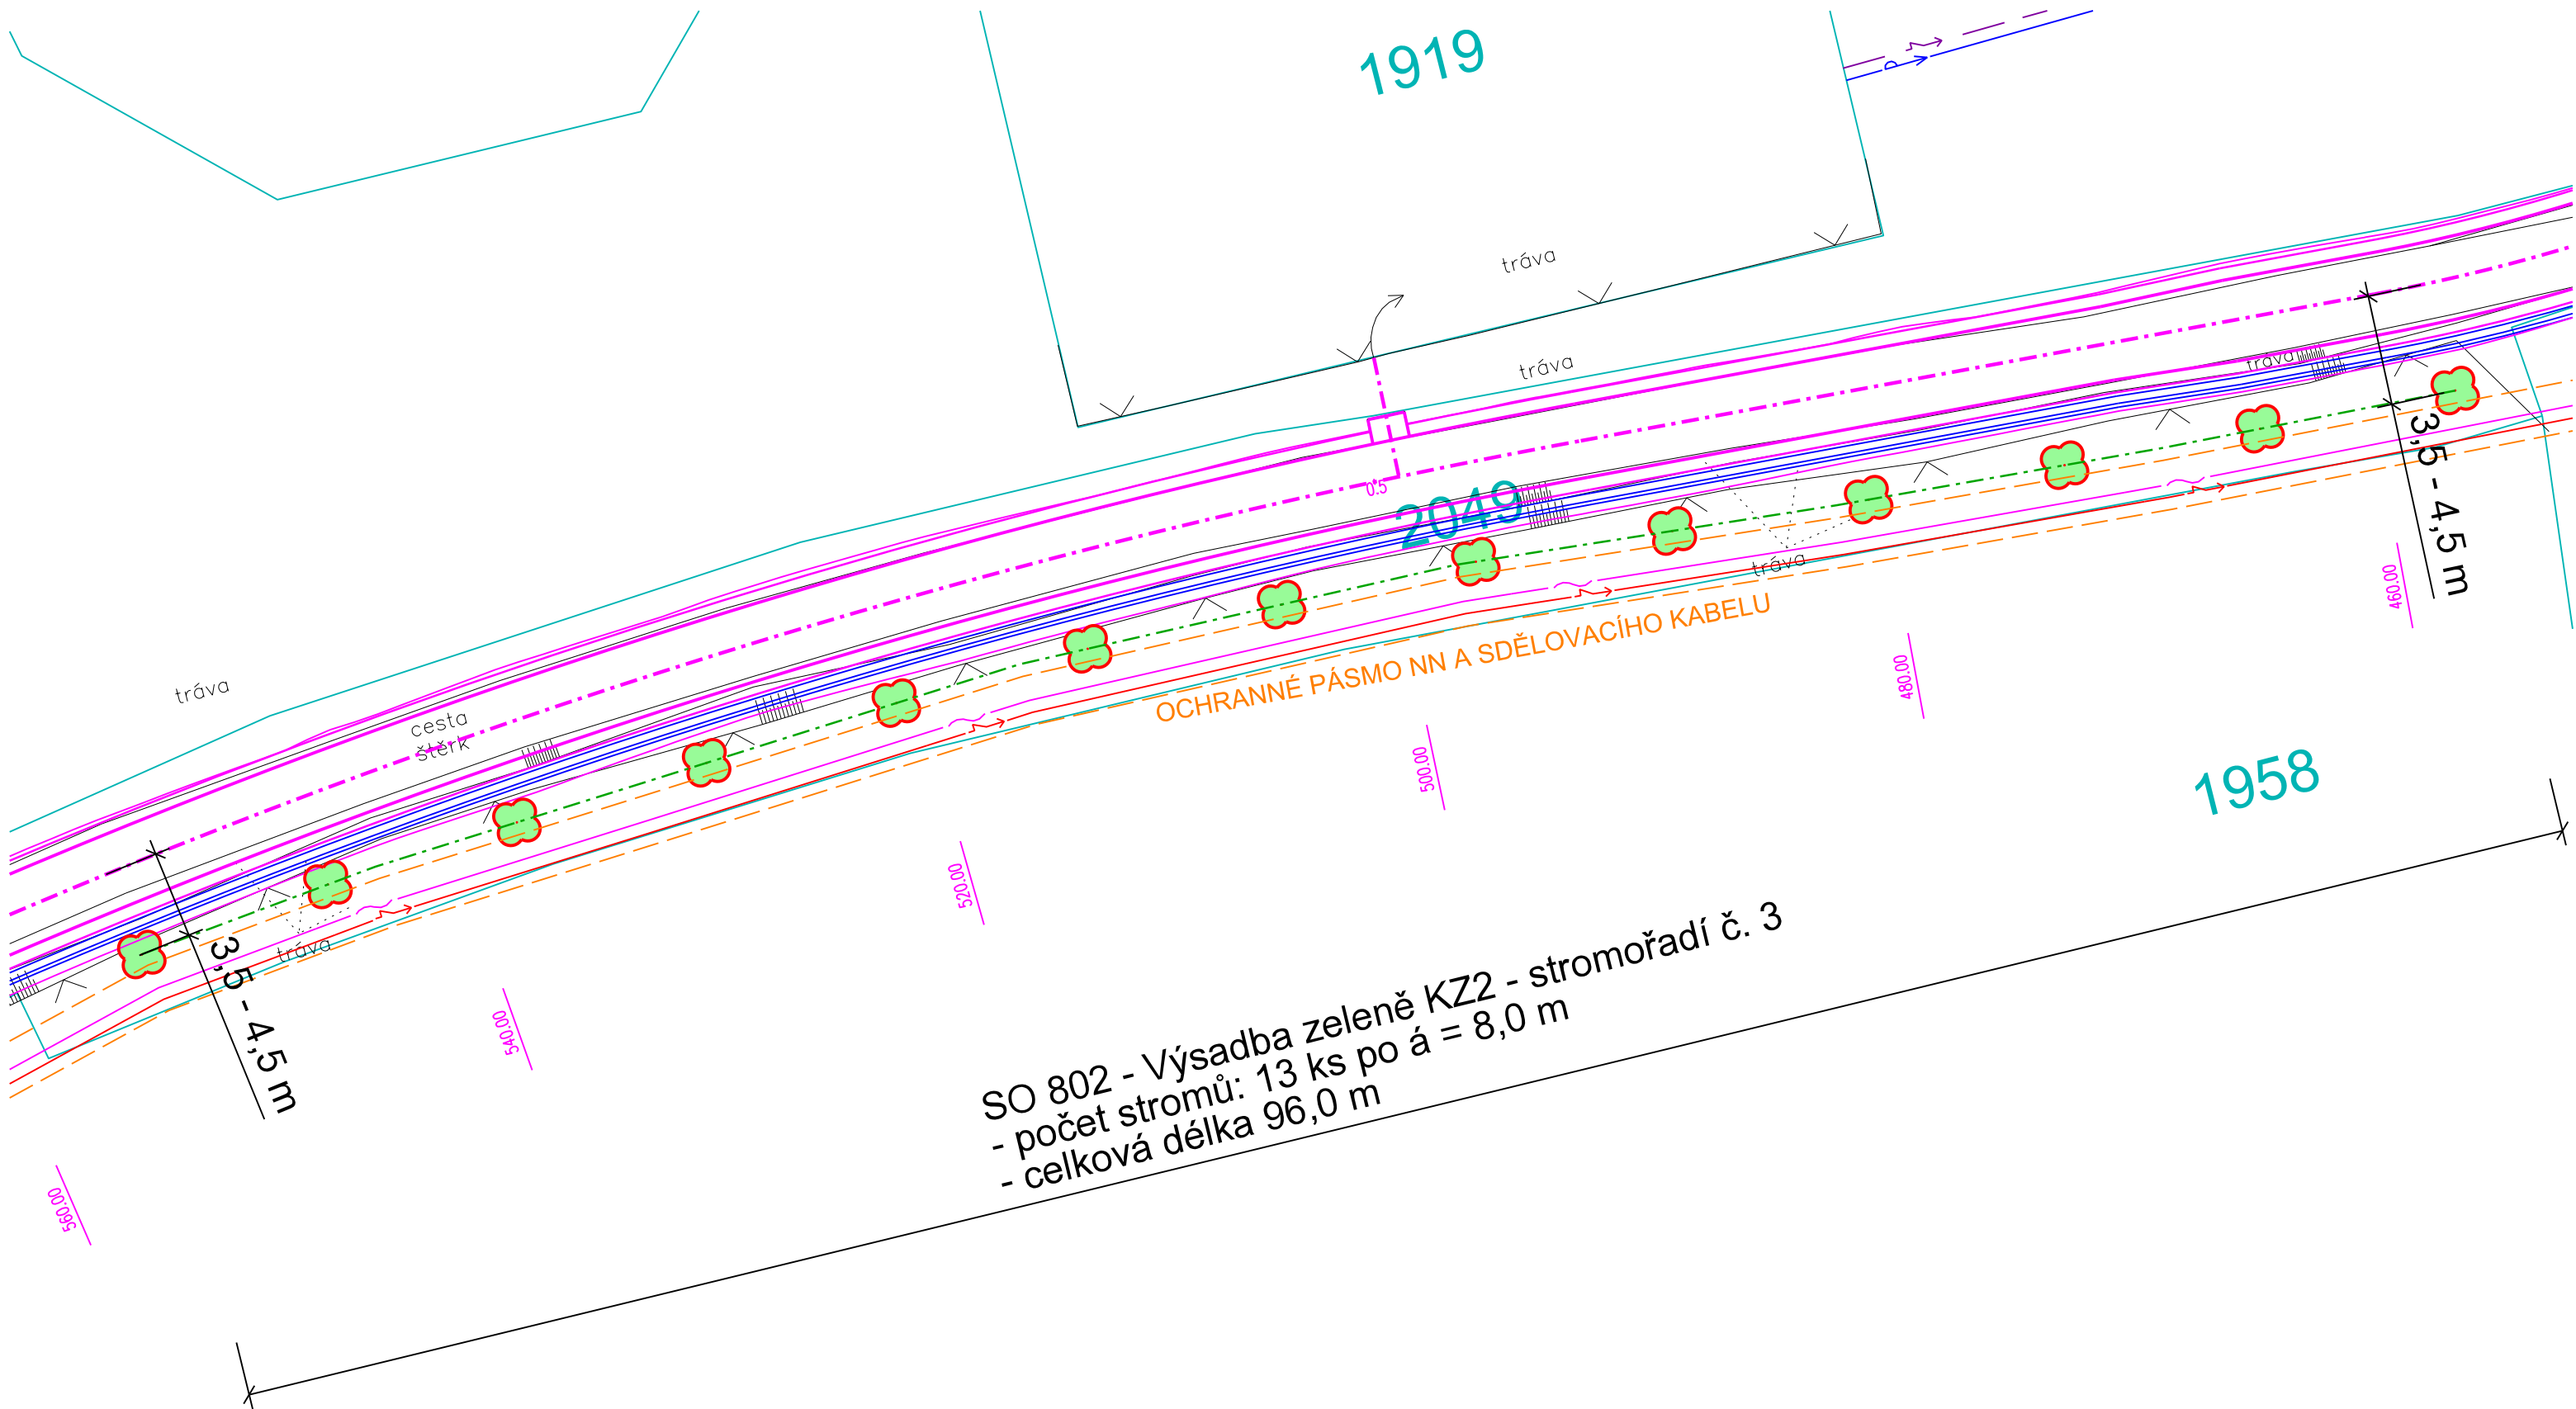 1919
D
tráva
tráva
tráva
0.5
2049
tráva
3,5 - 4,5 m
460.00
tráva
OCHRANNÉ PÁSMO NN A SDĚLOVACÍHO KABELU
480.00
tráva
cesta
štěrk
500.00
1958
520.00
tráva
3,5 - 4,5 m
540.00
SO 802 - Výsadba zeleně KZ2 - stromořadí č. 3
- počet stromů: 13 ks po á = 8,0 m
- celková délka 96,0 m
560.00